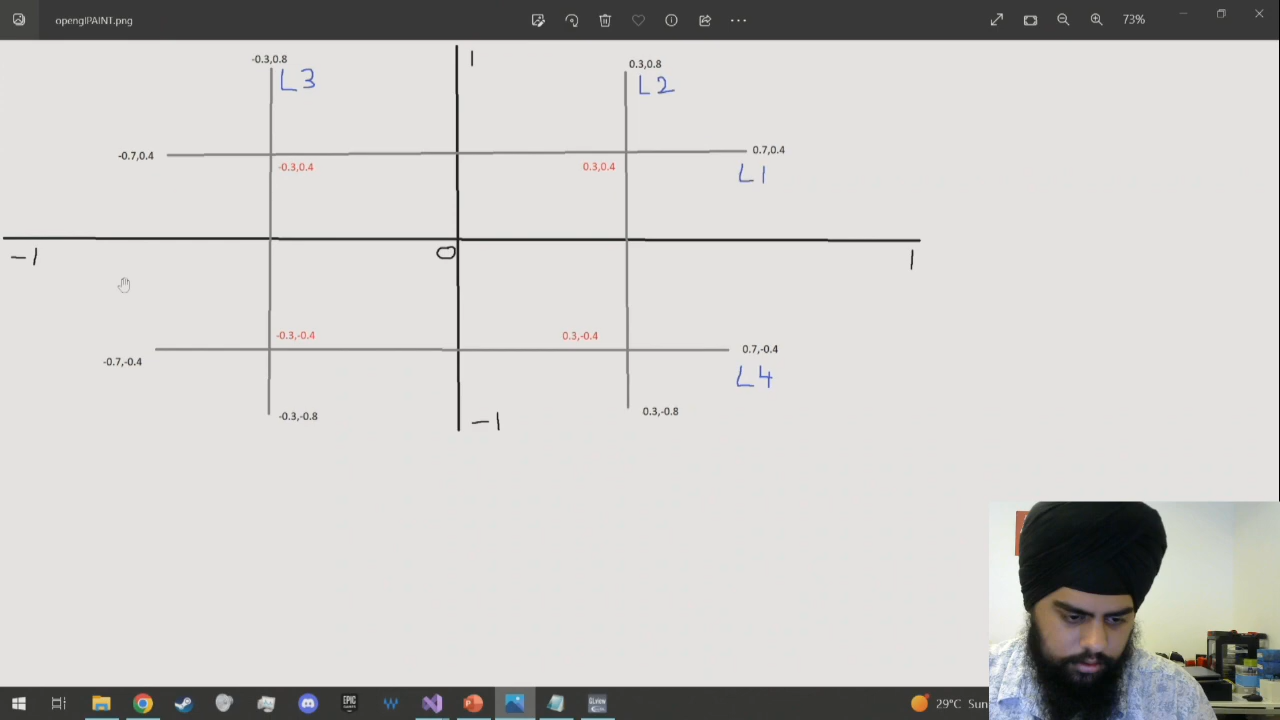 openglPAINT.png
73%
-0.3,0.8
1
0.3,0.8
L3
L2
-0.7,0.4
0.7,0.4
-0.3,0.4
0.3,0.4
L1
-1
0
1
-0.3,-0.4
0.3,-0.4
-0.7,-0.4
0.7,-0.4
L4
-0.3,-0.8
0.3,-0.8
-1
EPIC
GAMES
W
29°C Sun